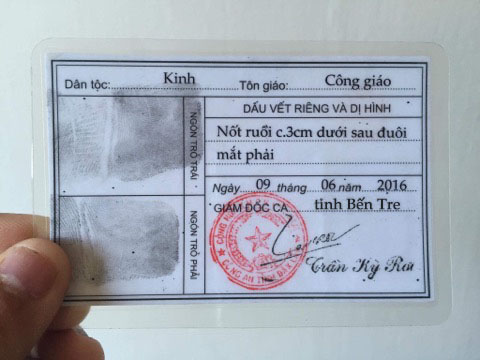 Dân tộc: Kinh Tôn giáo: Công giáo
NGÓN TRỎ TRÁI
NGÓN TRỎ PHẢI
DẤU VẾT RIÊNG VÀ DỊ HÌNH
Nốt ruồi c.3cm dưới sau đuôi
mắt phải
Ngày 09 tháng 06 năm 2016
GIÁM ĐỐC CA tỉnh Bến Tre
Trần Kỳ Rơi